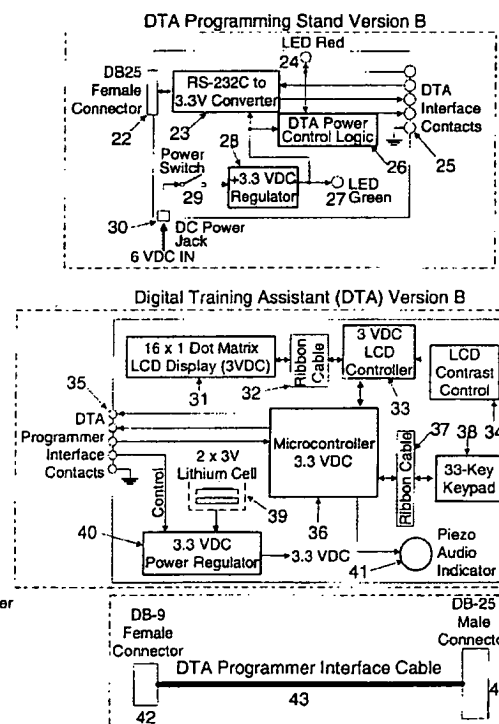 DTA Programming Stand Version B
LED Red
24
DB25
Female
Connector
22
RS-232C to
3.3V Converter
23
DTA
Interface
Contacts
25
DTA Power
Control Logic
26
Power
Switch
29
28
+3.3 VDC
Regulator
LED
Green
27
30
DC Power
Jack
6 VDC IN
Digital Training Assistant (DTA) Version B
16 x 1 Dot Matrix
LCD Display (3VDC)
31
Ribbon
Cable
32
3 VDC
LCD
Controller
33
LCD
Contrast
Control
34
35
DTA
Programmer
Interface
Contacts
Microcontroller
3.3 VDC
36
37
Ribbon Cable
38
33-Key
Keypad
2 x 3V
Lithium Cell
39
Control
40
3.3 VDC
Power Regulator
3.3 VDC
41
Piezo
Audio
Indicator
DB-9
Female
Connector
42
DTA Programmer Interface Cable
43
DB-25
Male